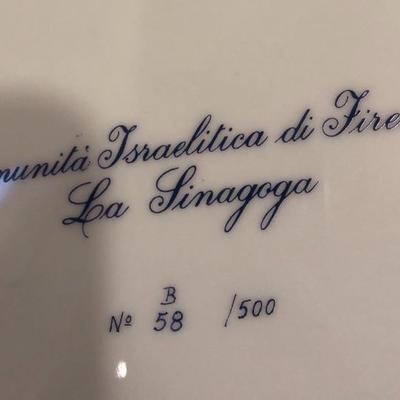 munità Israelitica di Fire
La Sinagoga
B
Nº 58 /500